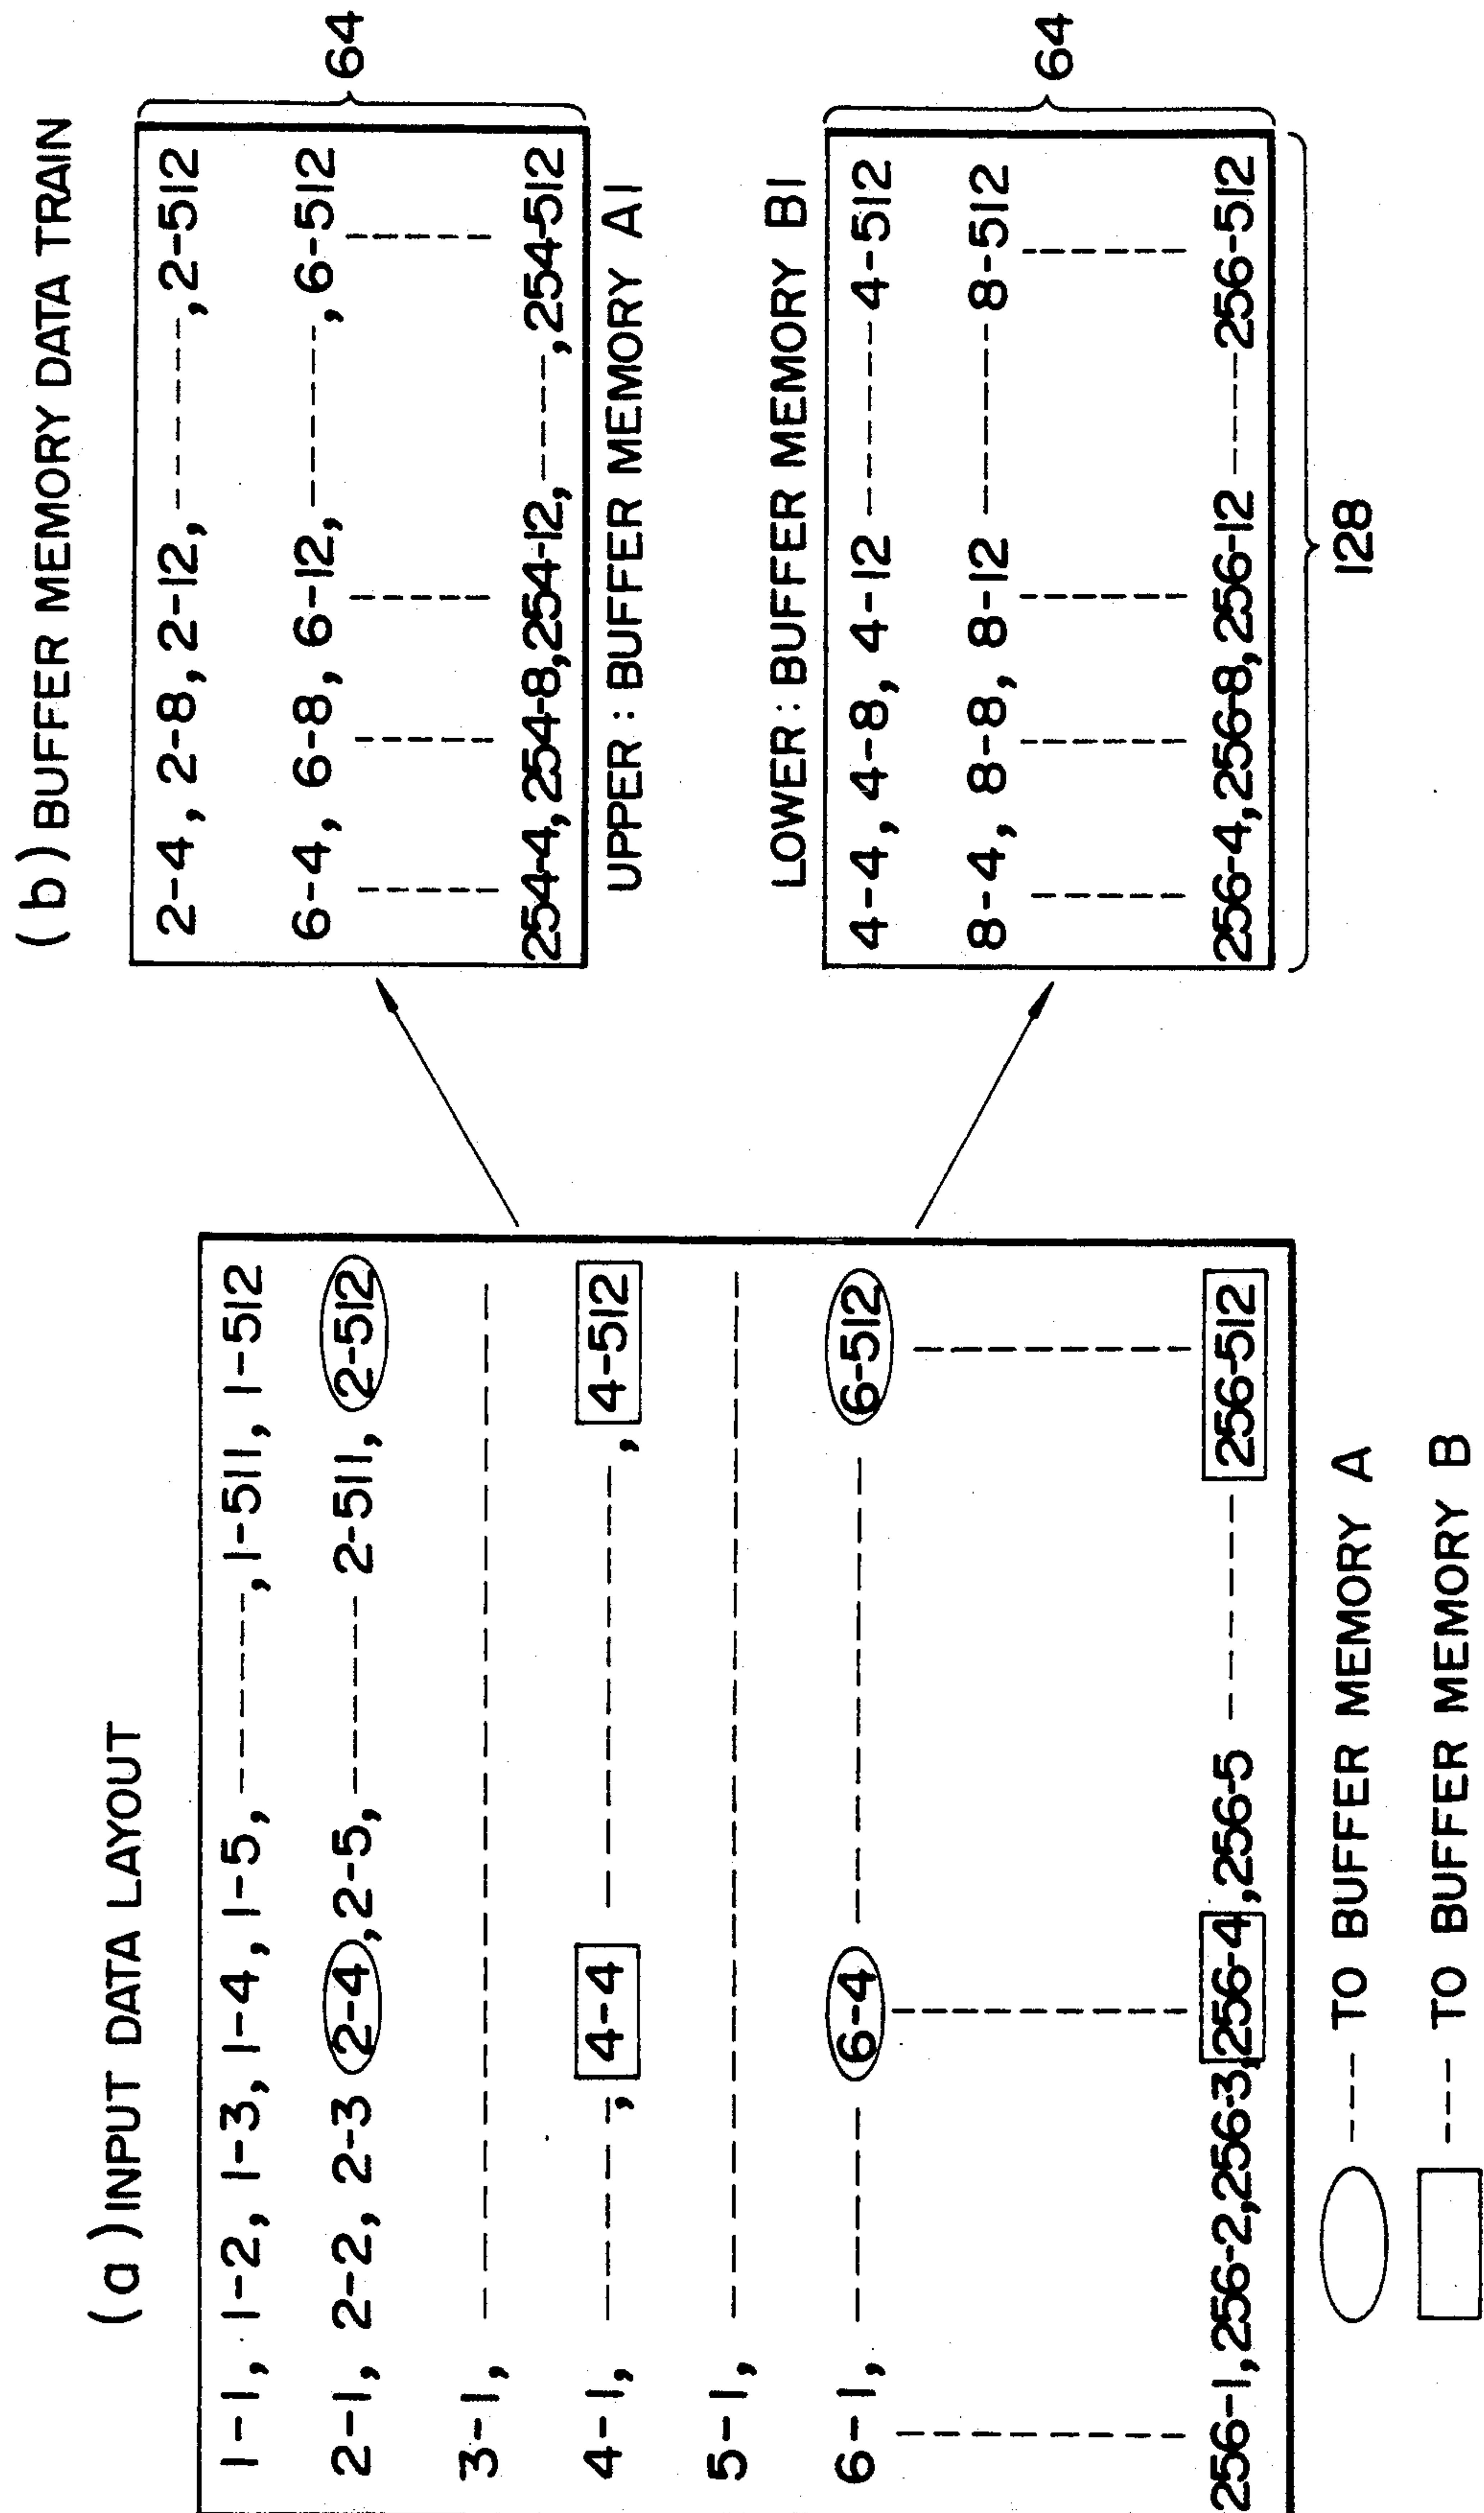 (a) INPUT DATA LAYOUT
1-1, 1-2, 1-3, 1-4, 1-5, ------, 1-511, 1-512
2-1, 2-2, 2-3 2-4, 2-5, ------ 2-511, 2-512
3-1,
4-1, ------, 4-4 ------, 4-512
5-1,
6-1, ------ 6-4 ------ 6-512
256-1, 256-2, 256-3, 256-4, 256-5 ------ 256-512
--- TO BUFFER MEMORY A
--- TO BUFFER MEMORY B
(b) BUFFER MEMORY DATA TRAIN
2-4, 2-8, 2-12, ------, 2-512
6-4, 6-8, 6-12, ------, 6-512
254-4, 254-8, 254-12, ------, 254-512
64
UPPER : BUFFER MEMORY A1
LOWER : BUFFER MEMORY B1
4-4, 4-8, 4-12 ------ 4-512
8-4, 8-8, 8-12 ------ 8-512
256-4, 256-8, 256-12 ------ 256-512
64
128